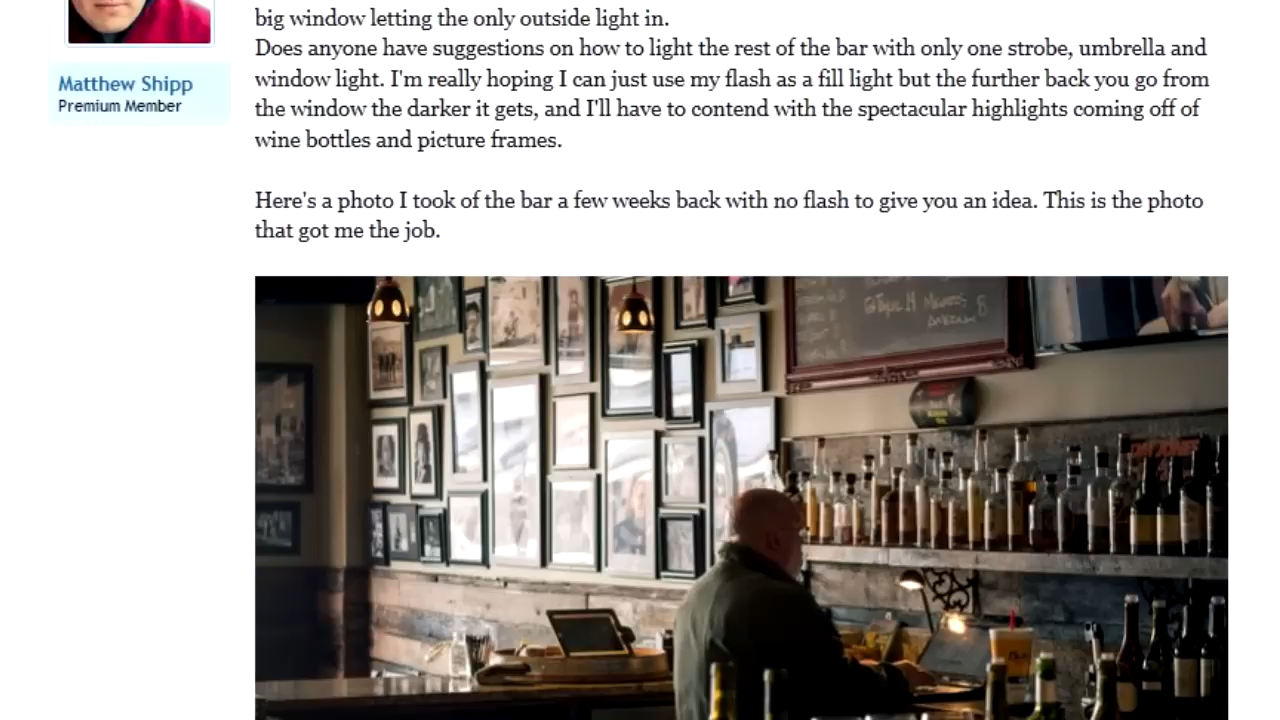 big window letting the only outside light in.
Does anyone have suggestions on how to light the rest of the bar with only one strobe, umbrella and
window light. I'm really hoping I can just use my flash as a fill light but the further back you go from
the window the darker it gets, and I'll have to contend with the spectacular highlights coming off of
wine bottles and picture frames.
Matthew Shipp
Premium Member
Here's a photo I took of the bar a few weeks back with no flash to give you an idea. This is the photo
that got me the job.